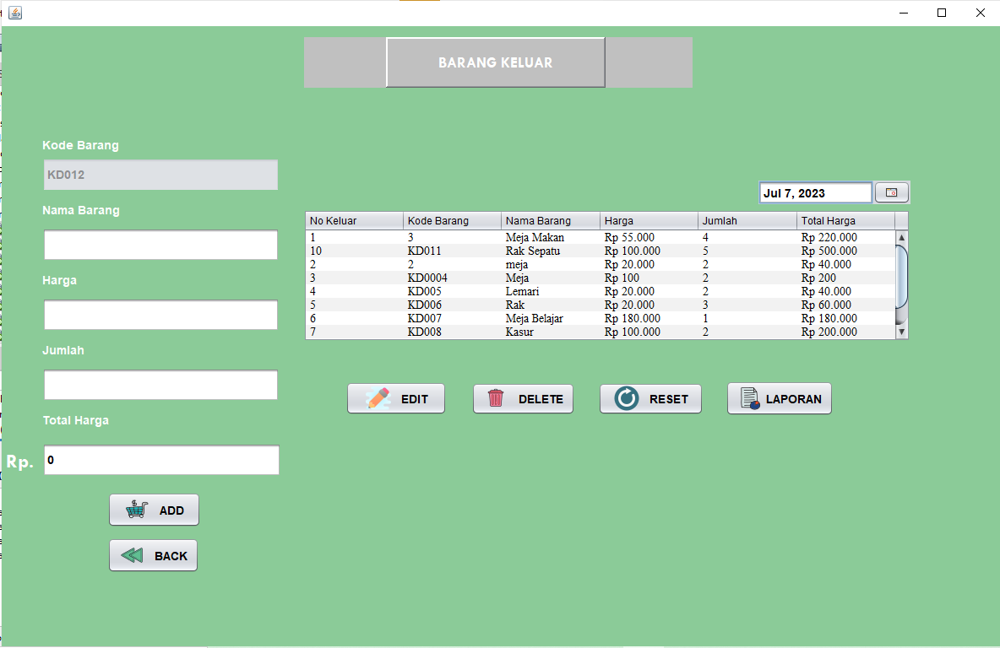 BARANG KELUAR
Kode Barang
KD012
Nama Barang
Harga
Jumlah
Total Harga
Rp. 0
ADD
BACK
Jul 7, 2023
No Keluar Kode Barang Nama Barang Harga Jumlah Total Harga
1 3 Meja Makan Rp 55.000 4 Rp 220.000
10 KD011 Rak Sepatu Rp 100.000 5 Rp 500.000
2 2 meja Rp 20.000 2 Rp 40.000
3 KD0004 Meja Rp 100 2 Rp 200
4 KD005 Lemari Rp 20.000 2 Rp 40.000
5 KD006 Rak Rp 20.000 3 Rp 60.000
6 KD007 Meja Belajar Rp 180.000 1 Rp 180.000
7 KD008 Kasur Rp 100.000 2 Rp 200.000
EDIT DELETE RESET LAPORAN